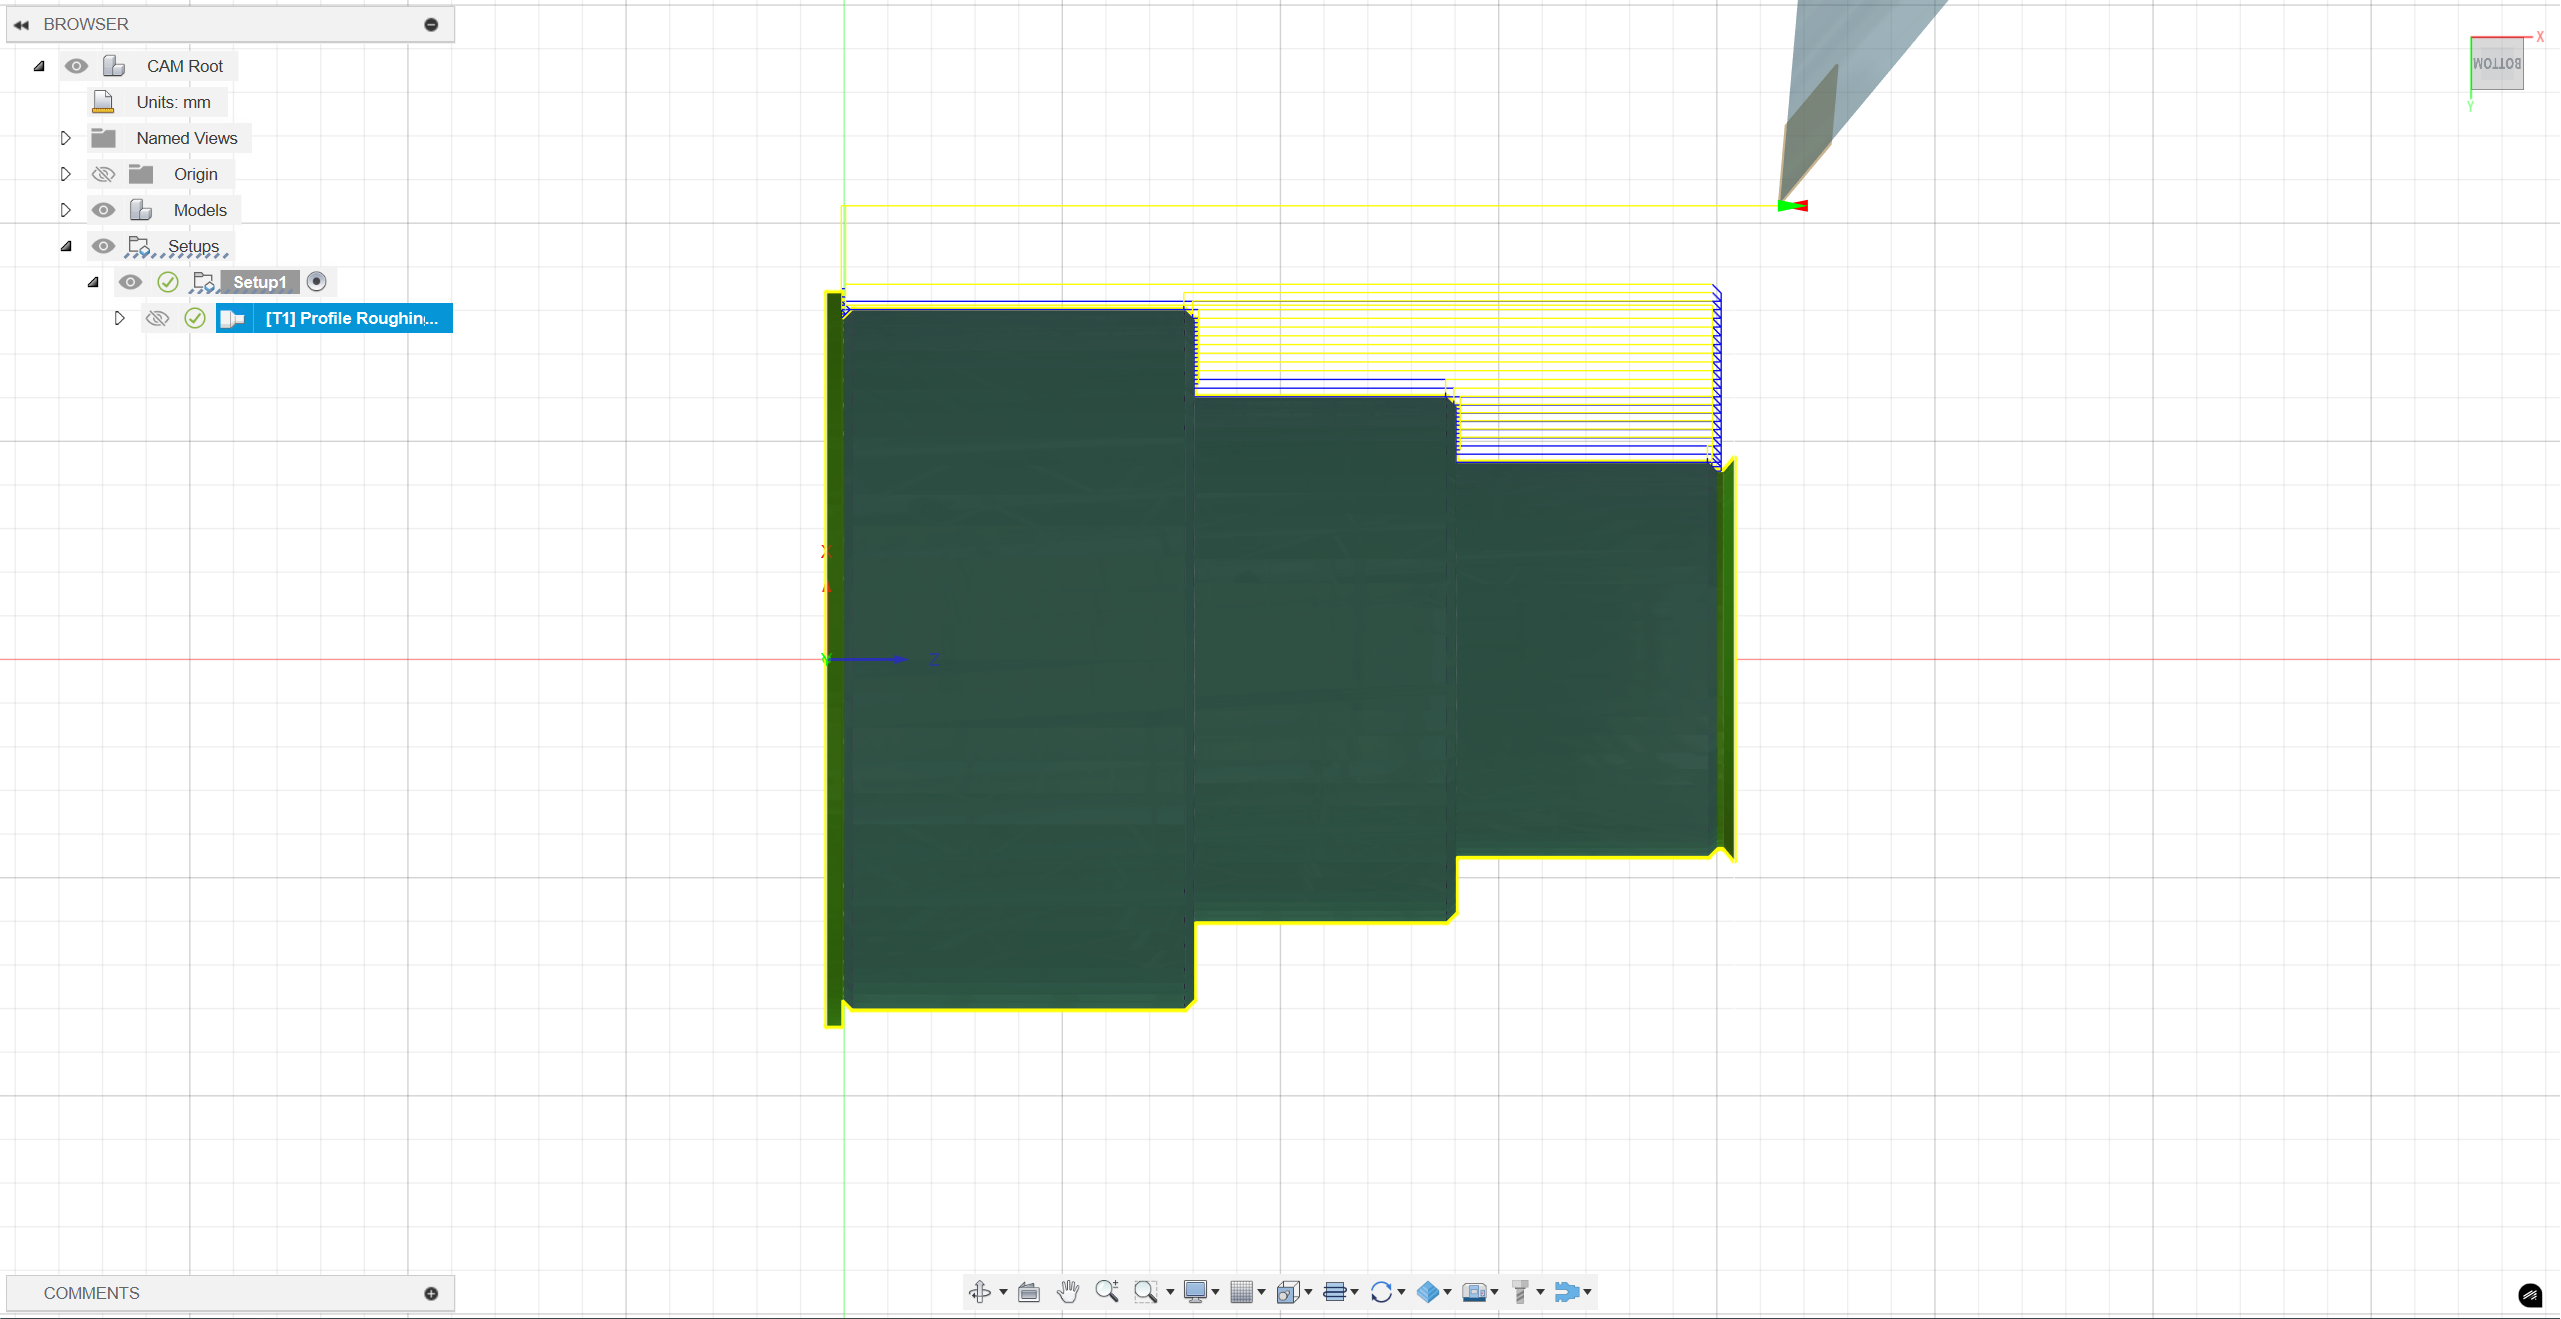 BROWSER
CAM Root
Units: mm
Named Views
Origin
Models
Setups
Setup1
[T1] Profile Roughin...
X
Y
Z
BOTTOM
X
Y
COMMENTS